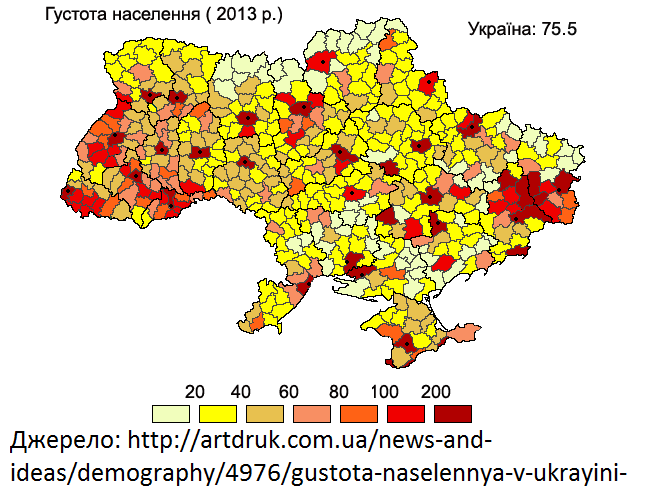 Густота населення ( 2013 р.)
Україна: 75.5
20 40 60 80 100 200
Джерело: http://artdruk.com.ua/news-and-
ideas/demography/4976/gustota-naselennya-v-ukrayini-